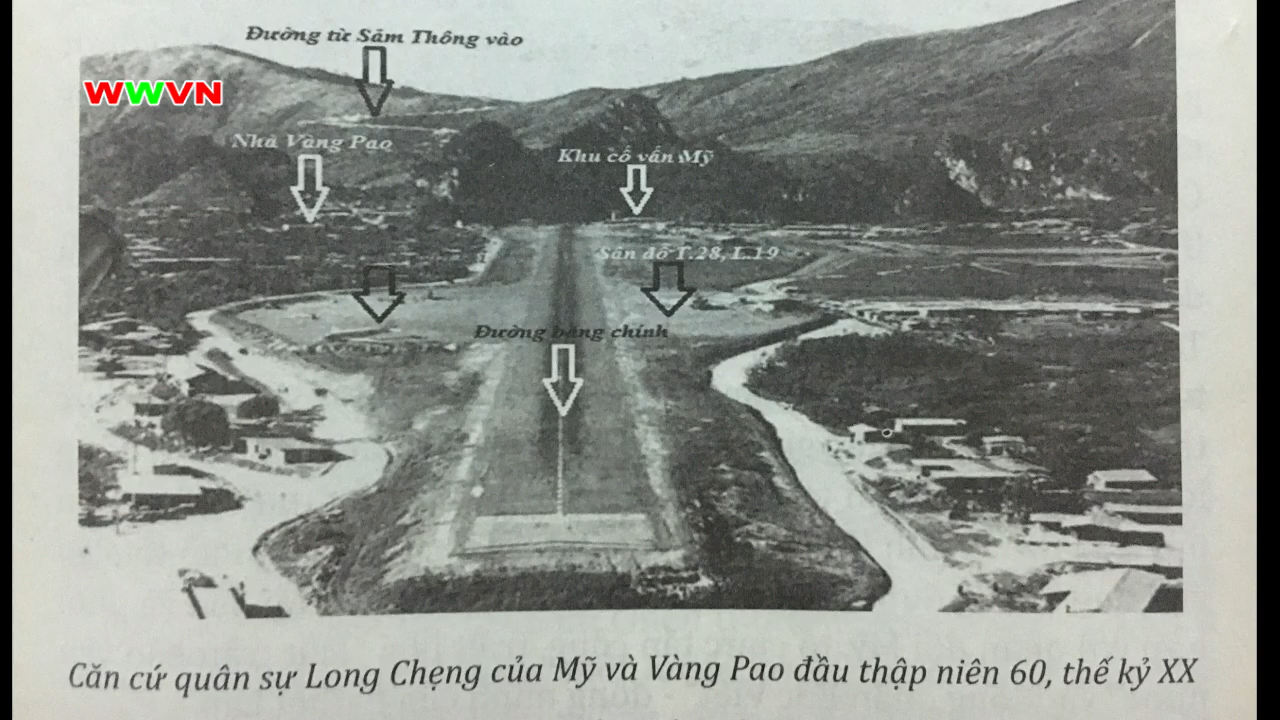 Đường từ Sảm Thông vào
WWVN
Nhà Vàng Pao
Khu cố vấn Mỹ
Sân đỗ T.28, L.19
Đường băng chính
Căn cứ quân sự Long Chẹng của Mỹ và Vàng Pao đầu thập niên 60, thế kỷ XX